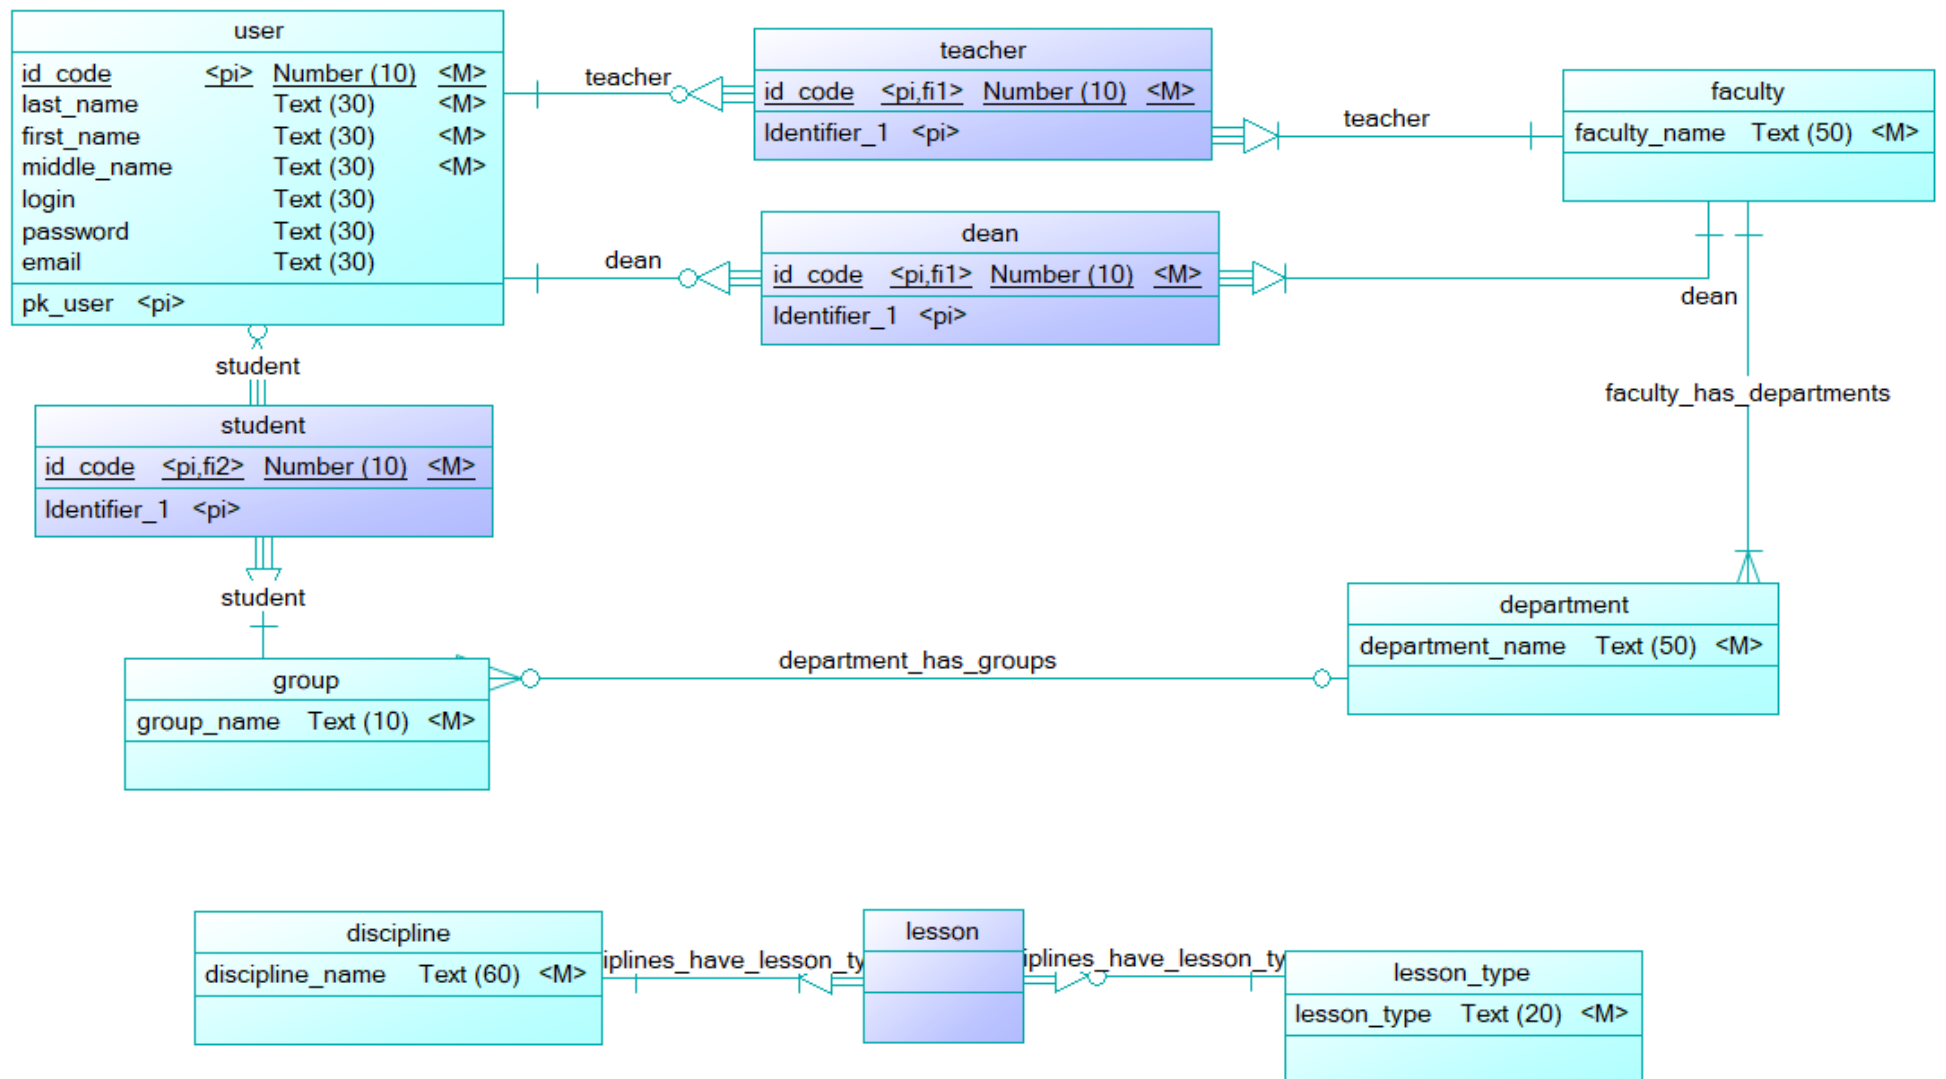 user
id_code <pi> Number (10) <M>
last_name Text (30) <M>
first_name Text (30) <M>
middle_name Text (30) <M>
login Text (30)
password Text (30)
email Text (30)
pk_user <pi>
teacher
teacher
id_code <pi,fi1> Number (10) <M>
Identifier_1 <pi>
teacher
faculty
faculty_name Text (50) <M>
dean
dean
id_code <pi,fi1> Number (10) <M>
Identifier_1 <pi>
dean
student
student
id_code <pi,fi2> Number (10) <M>
Identifier_1 <pi>
student
faculty_has_departments
department
department_name Text (50) <M>
department_has_groups
group
group_name Text (10) <M>
discipline
discipline_name Text (60) <M>
iplines_have_lesson_ty
lesson
iplines_have_lesson_ty
lesson_type
lesson_type Text (20) <M>